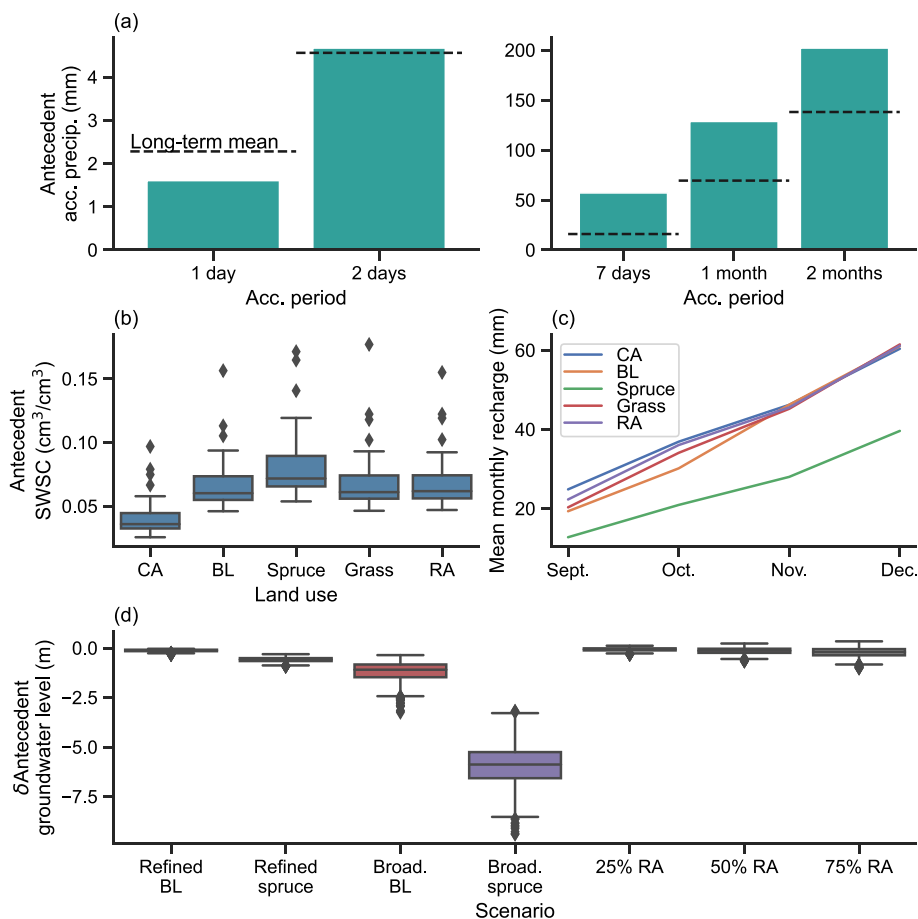 (a)
Antecedent
acc. precip. (mm)
4
3
2
1
0
Long-term mean
1 day
2 days
Acc. period
200
150
100
50
0
7 days
1 month
2 months
Acc. period
(b)
Antecedent
SWSC (cm³/cm³)
0.15
0.10
0.05
CA
BL
Spruce
Grass
RA
Land use
(c)
Mean monthly recharge (mm)
60
40
20
CA
BL
Spruce
Grass
RA
Sept.
Oct.
Nov.
Dec.
(d)
δAntecedent
groundwater level (m)
0.0
−2.5
−5.0
−7.5
Refined
BL
Refined
spruce
Broad.
BL
Broad.
spruce
25% RA
50% RA
75% RA
Scenario